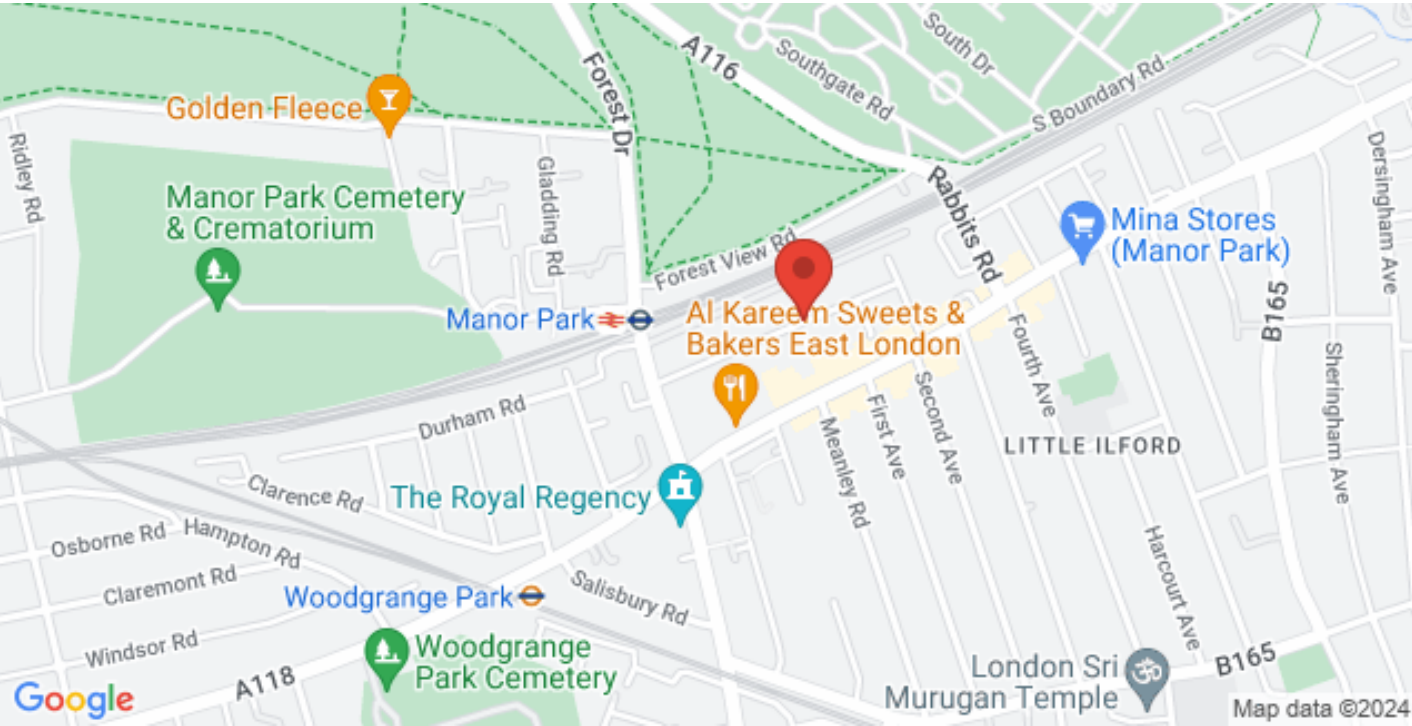 A116
Southgate Rd
South Dr
S Boundary Rd
Forest Dr
Golden Fleece
Ridley Rd
Gladding Rd
Dersingham Ave
Manor Park Cemetery
& Crematorium
Rabbits Rd
Mina Stores
(Manor Park)
Forest View Rd
B165
Manor Park
Al Kareem Sweets &
Bakers East London
Fourth Ave
Sheringham Ave
Durham Rd
Second Ave
First Ave
Meanley Rd
LITTLE ILFORD
Clarence Rd
The Royal Regency
Osborne Rd
Hampton Rd
Harcourt Ave
Claremont Rd
Woodgrange Park
Salisbury Rd
Windsor Rd
Woodgrange
Park Cemetery
A118
London Sri
Murugan Temple
B165
Google
Map data ©2024